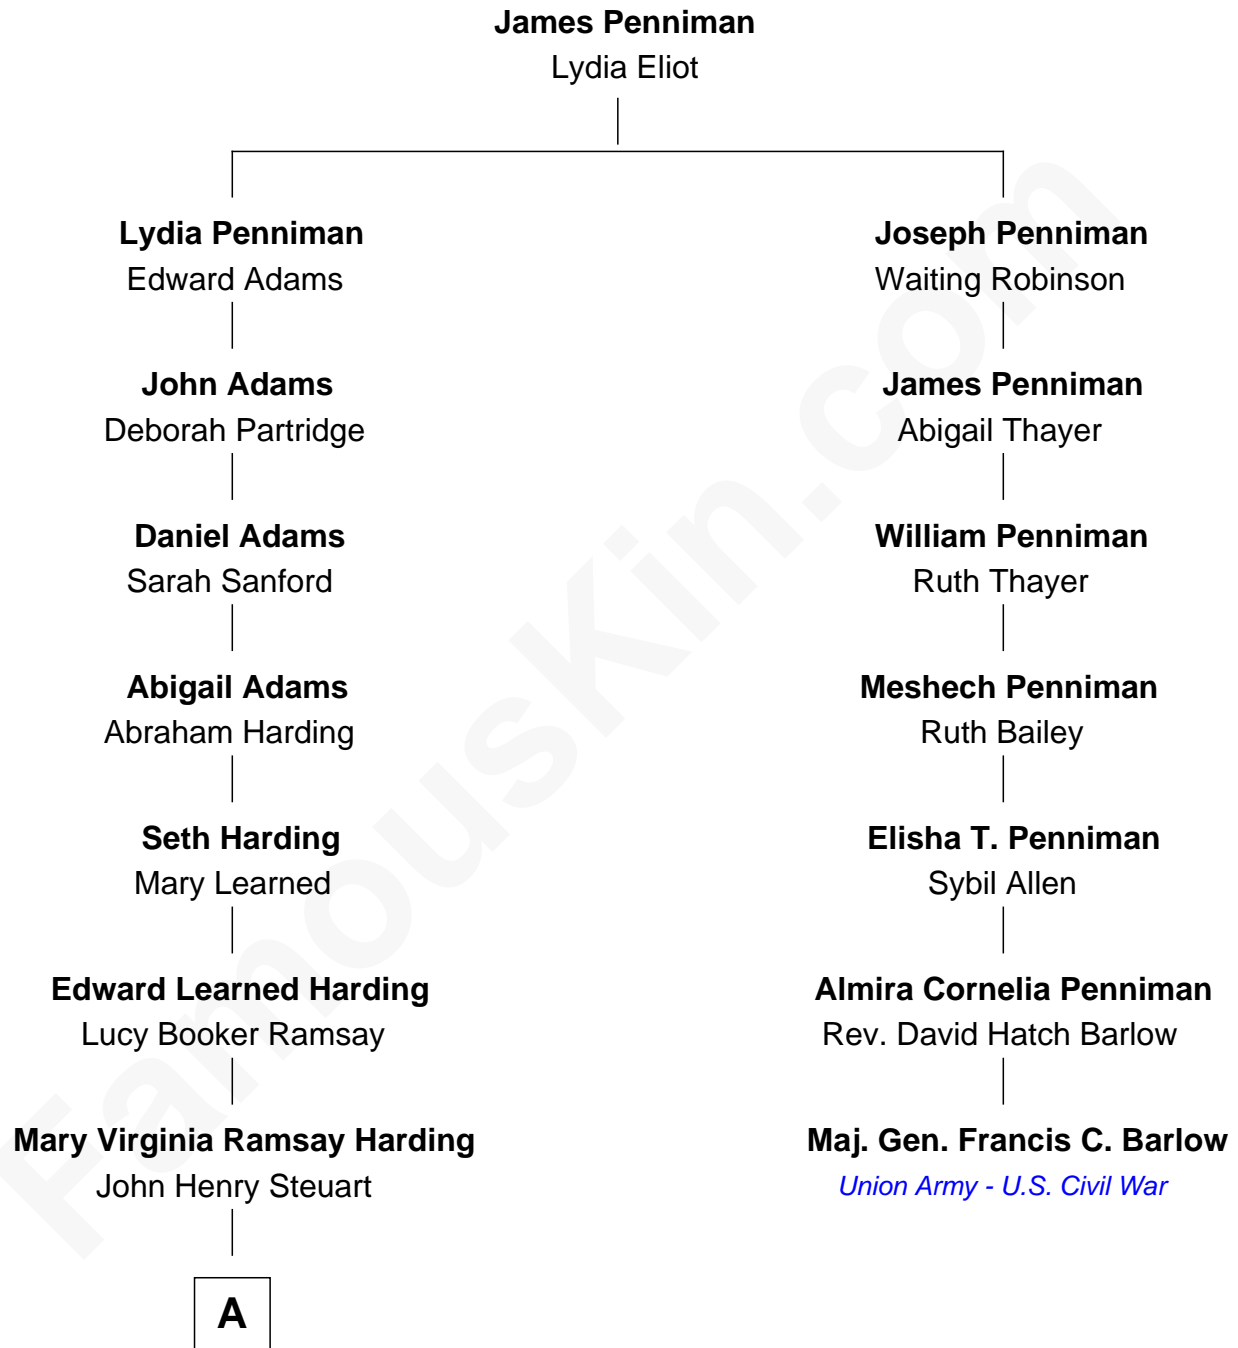 James Penniman
Lydia Eliot
Lydia Penniman
Edward Adams
Joseph Penniman
Waiting Robinson
John Adams
Deborah Partridge
James Penniman
Abigail Thayer
Daniel Adams
Sarah Sanford
William Penniman
Ruth Thayer
Abigail Adams
Abraham Harding
Meshech Penniman
Ruth Bailey
Seth Harding
Mary Learned
Elisha T. Penniman
Sybil Allen
Edward Learned Harding
Lucy Booker Ramsay
Almira Cornelia Penniman
Rev. David Hatch Barlow
Mary Virginia Ramsay Harding
John Henry Steuart
Maj. Gen. Francis C. Barlow
Union Army - U.S. Civil War
A
FamousKin.com